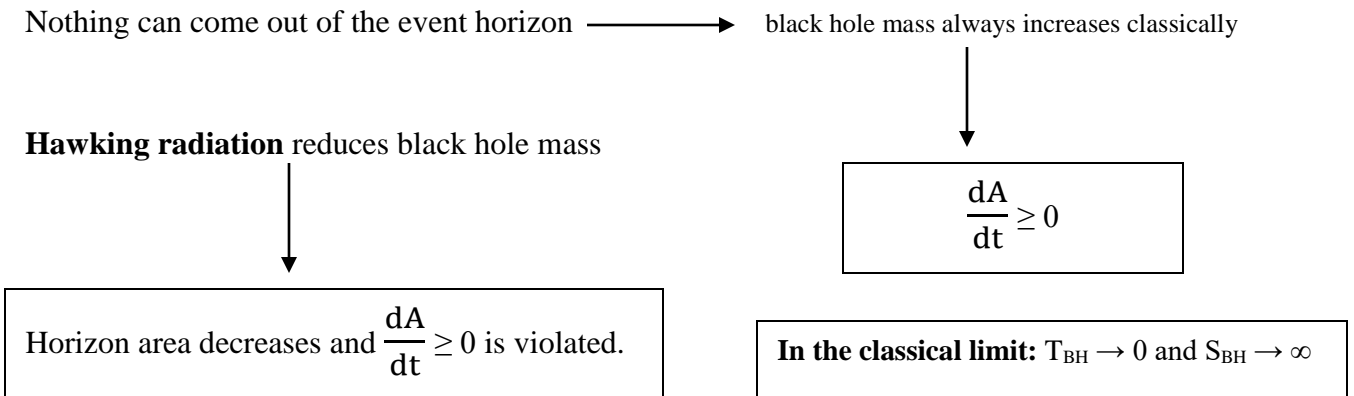 Nothing can come out of the event horizon
black hole mass always increases classically
Hawking radiation reduces black hole mass
dA/dt ≥ 0
Horizon area decreases and dA/dt ≥ 0 is violated.
In the classical limit: T_BH → 0 and S_BH → ∞